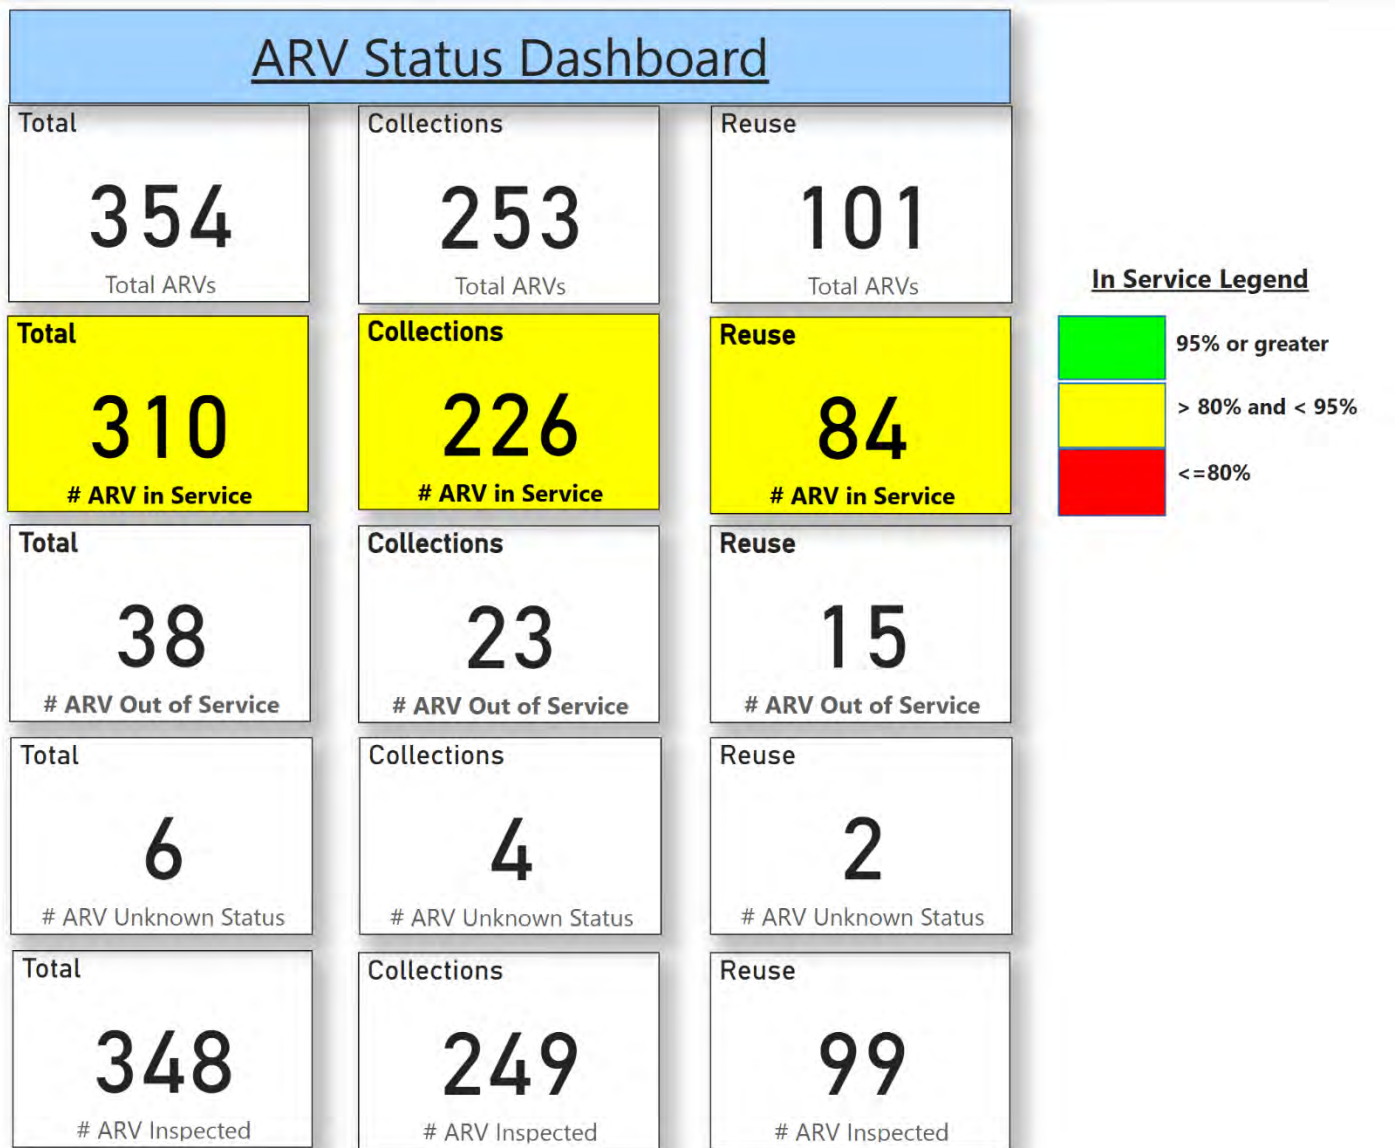 ARV Status Dashboard
Total
354
Total ARVs
Collections
253
Total ARVs
Reuse
101
Total ARVs
Total
310
# ARV in Service
Collections
226
# ARV in Service
Reuse
84
# ARV in Service
In Service Legend
95% or greater
> 80% and < 95%
<=80%
Total
38
# ARV Out of Service
Collections
23
# ARV Out of Service
Reuse
15
# ARV Out of Service
Total
6
# ARV Unknown Status
Collections
4
# ARV Unknown Status
Reuse
2
# ARV Unknown Status
Total
348
# ARV Inspected
Collections
249
# ARV Inspected
Reuse
99
# ARV Inspected